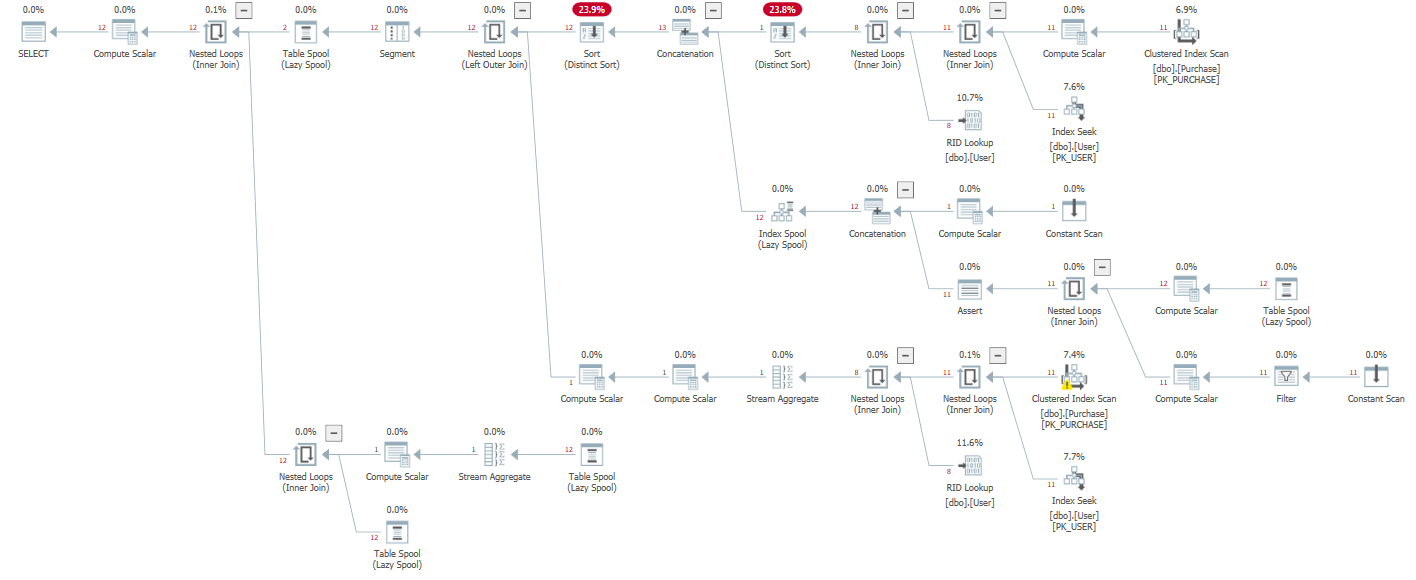 0.0% 0.0% 0.1% 0.0% 0.0% 0.0% 23.9% 0.0% 23.8% 0.0% 0.0% 0.0% 6.9%
12 12 2 12 12 12 13 1 8 11 11 11
SELECT Compute Scalar Nested Loops Table Spool Segment Nested Loops Sort Concatenation Sort Nested Loops Nested Loops Compute Scalar Clustered Index Scan
(Inner Join) (Lazy Spool) (Left Outer Join) (Distinct Sort) (Distinct Sort) (Inner Join) (Inner Join) [dbo].[Purchase]
[PK_PURCHASE]
10.7% 7.6%
8 11
RID Lookup Index Seek
[dbo].[User] [dbo].[User]
[PK_USER]
0.0% 0.0% 0.0% 0.0%
12 12 1 1
Index Spool Concatenation Compute Scalar Constant Scan
(Lazy Spool)
0.0% 0.0% 0.0% 0.0%
11 11 12 12
Assert Nested Loops Compute Scalar Table Spool
(Inner Join) (Lazy Spool)
0.0% 0.0% 0.0% 0.0% 0.1% 7.4% 0.0% 0.0% 0.0%
1 1 1 8 11 11 11 11 11
Compute Scalar Compute Scalar Stream Aggregate Nested Loops Nested Loops Clustered Index Scan Compute Scalar Filter Constant Scan
(Inner Join) (Inner Join) [dbo].[Purchase]
[PK_PURCHASE]
0.0% 0.0% 0.0% 0.0% 11.6% 7.7%
12 1 1 12 8 11
Nested Loops Compute Scalar Stream Aggregate Table Spool RID Lookup Index Seek
(Inner Join) (Lazy Spool) [dbo].[User] [dbo].[User]
[PK_USER]
0.0%
12
Table Spool
(Lazy Spool)